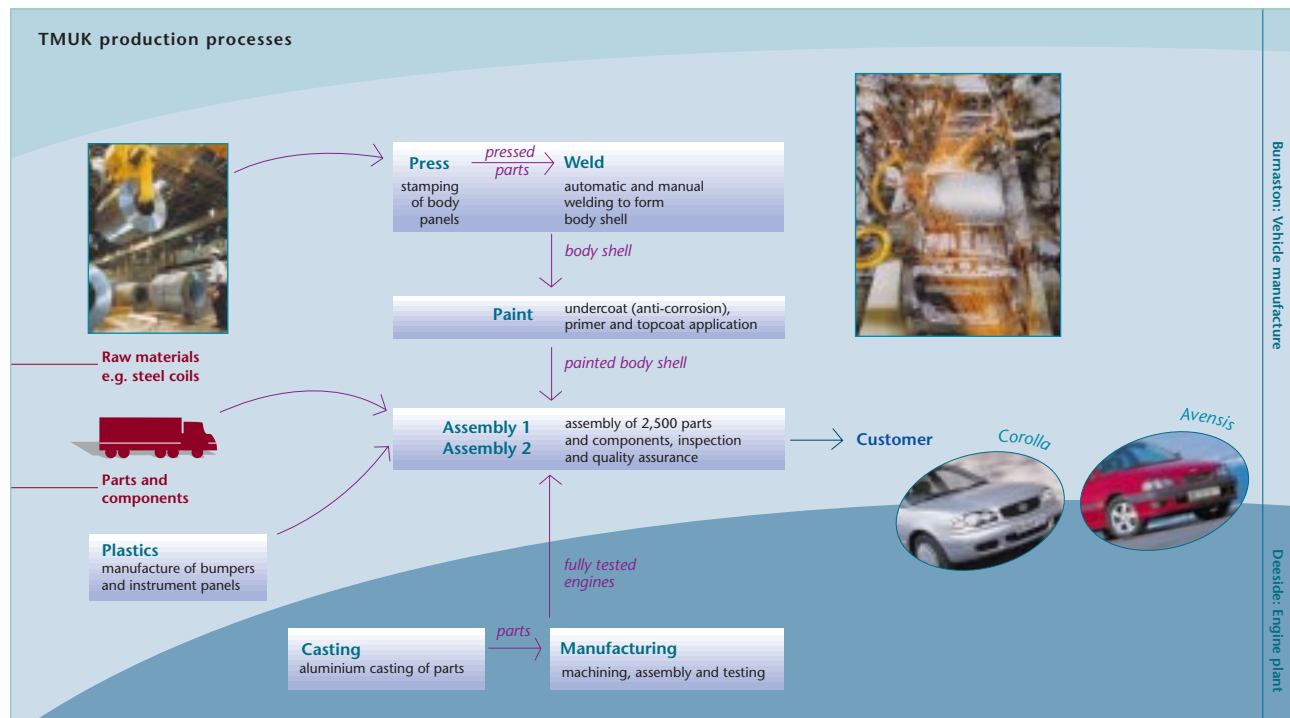 TMUK production processes
Press
stamping
of body
panels
pressed
parts
Weld
automatic and manual
welding to form
body shell
body shell
Paint
undercoat (anti-corrosion),
primer and topcoat application
painted body shell
Raw materials
e.g. steel coils
Parts and
components
Assembly 1
Assembly 2
assembly of 2,500 parts
and components, inspection
and quality assurance
Customer
Corolla
Avensis
Plastics
manufacture of bumpers
and instrument panels
fully tested
engines
Casting
aluminium casting of parts
parts
Manufacturing
machining, assembly and testing
Burnaston: Vehicle manufacture
Deeside: Engine plant